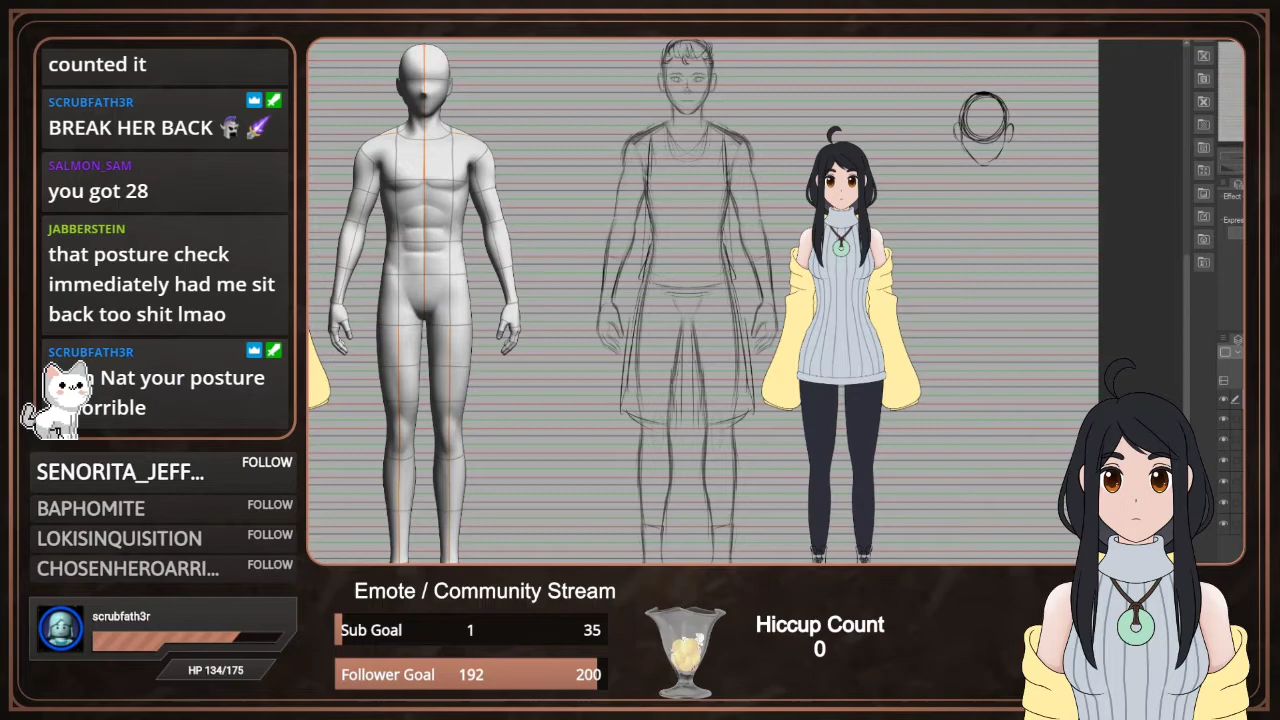 counted it
SCRUBFATH3R
BREAK HER BACK
SALMON_SAM
you got 28
JABBERSTEIN
that posture check
immediately had me sit
back too shit lmao
SCRUBFATH3R
Nat your posture
SENORITA_JEFF... FOLLOW
BAPHOMITE FOLLOW
LOKISINQUISITION FOLLOW
CHOSENHEROARRI... FOLLOW
scrubfath3r
HP 134/175
Emote / Community Stream
Sub Goal 1 35
Follower Goal 192 200
Hiccup Count
0
Effect
Expres